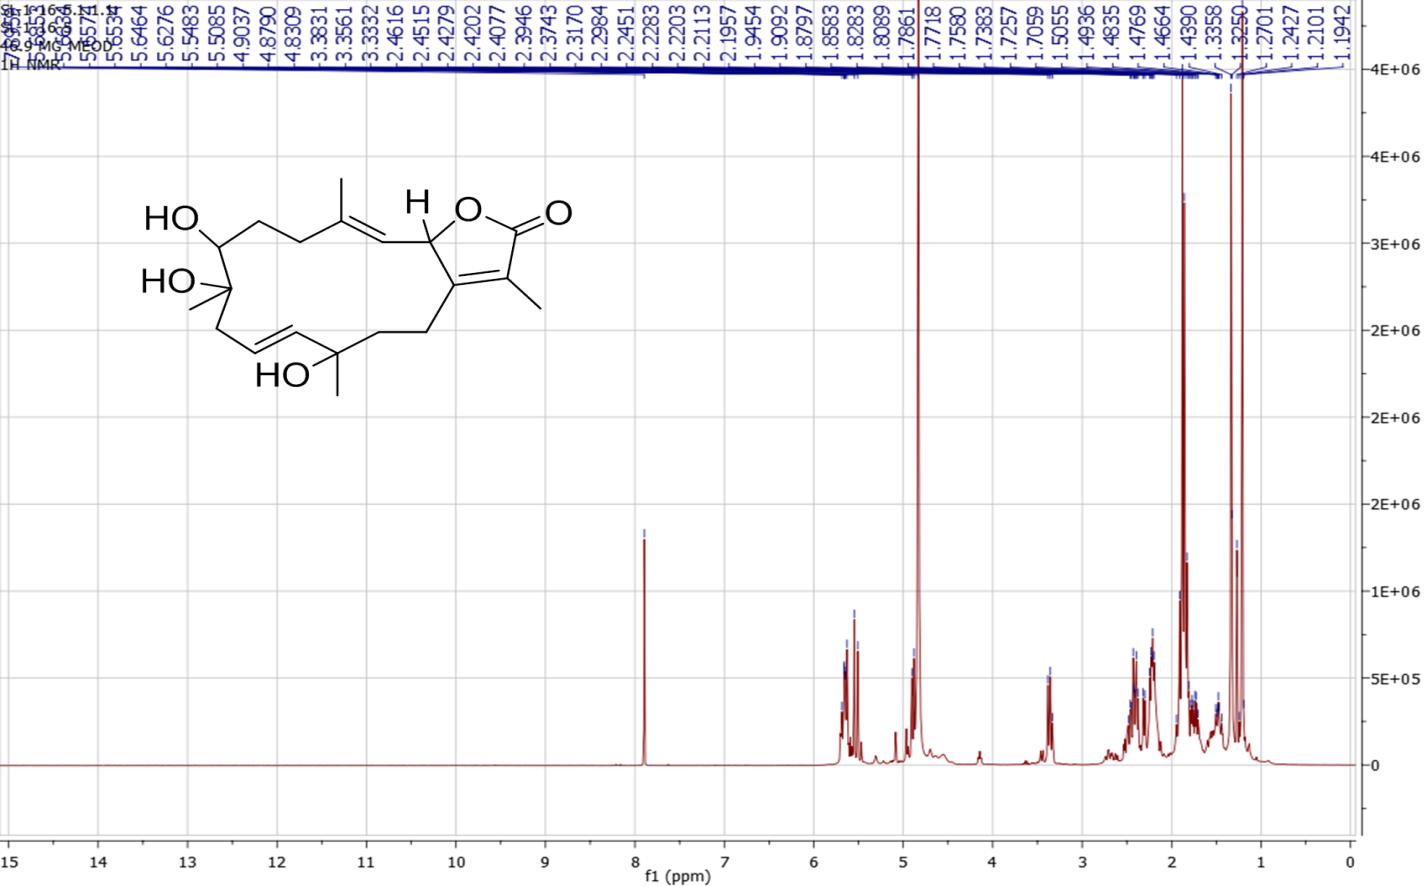 46.9 MG MEOD
1H NMR
5.6574
5.6534
5.6464
5.6276
5.5483
5.5085
4.9037
4.8790
4.8309
3.3831
3.3561
3.3332
2.4616
2.4515
2.4279
2.4202
2.4077
2.3946
2.3743
2.3170
2.2984
2.2451
2.2283
2.2203
2.2113
2.1957
1.9454
1.9092
1.8797
1.8583
1.8283
1.8089
1.7861
1.7718
1.7580
1.7383
1.7257
1.7059
1.5055
1.4936
1.4835
1.4769
1.4664
1.4390
1.3358
1.3250
1.2701
1.2427
1.2101
1.1942
HO
H
O
O
HO
HO
4E+06
4E+06
3E+06
2E+06
2E+06
2E+06
1E+06
5E+05
0
15 14 13 12 11 10 9 8 7 6 5 4 3 2 1 0
f1 (ppm)